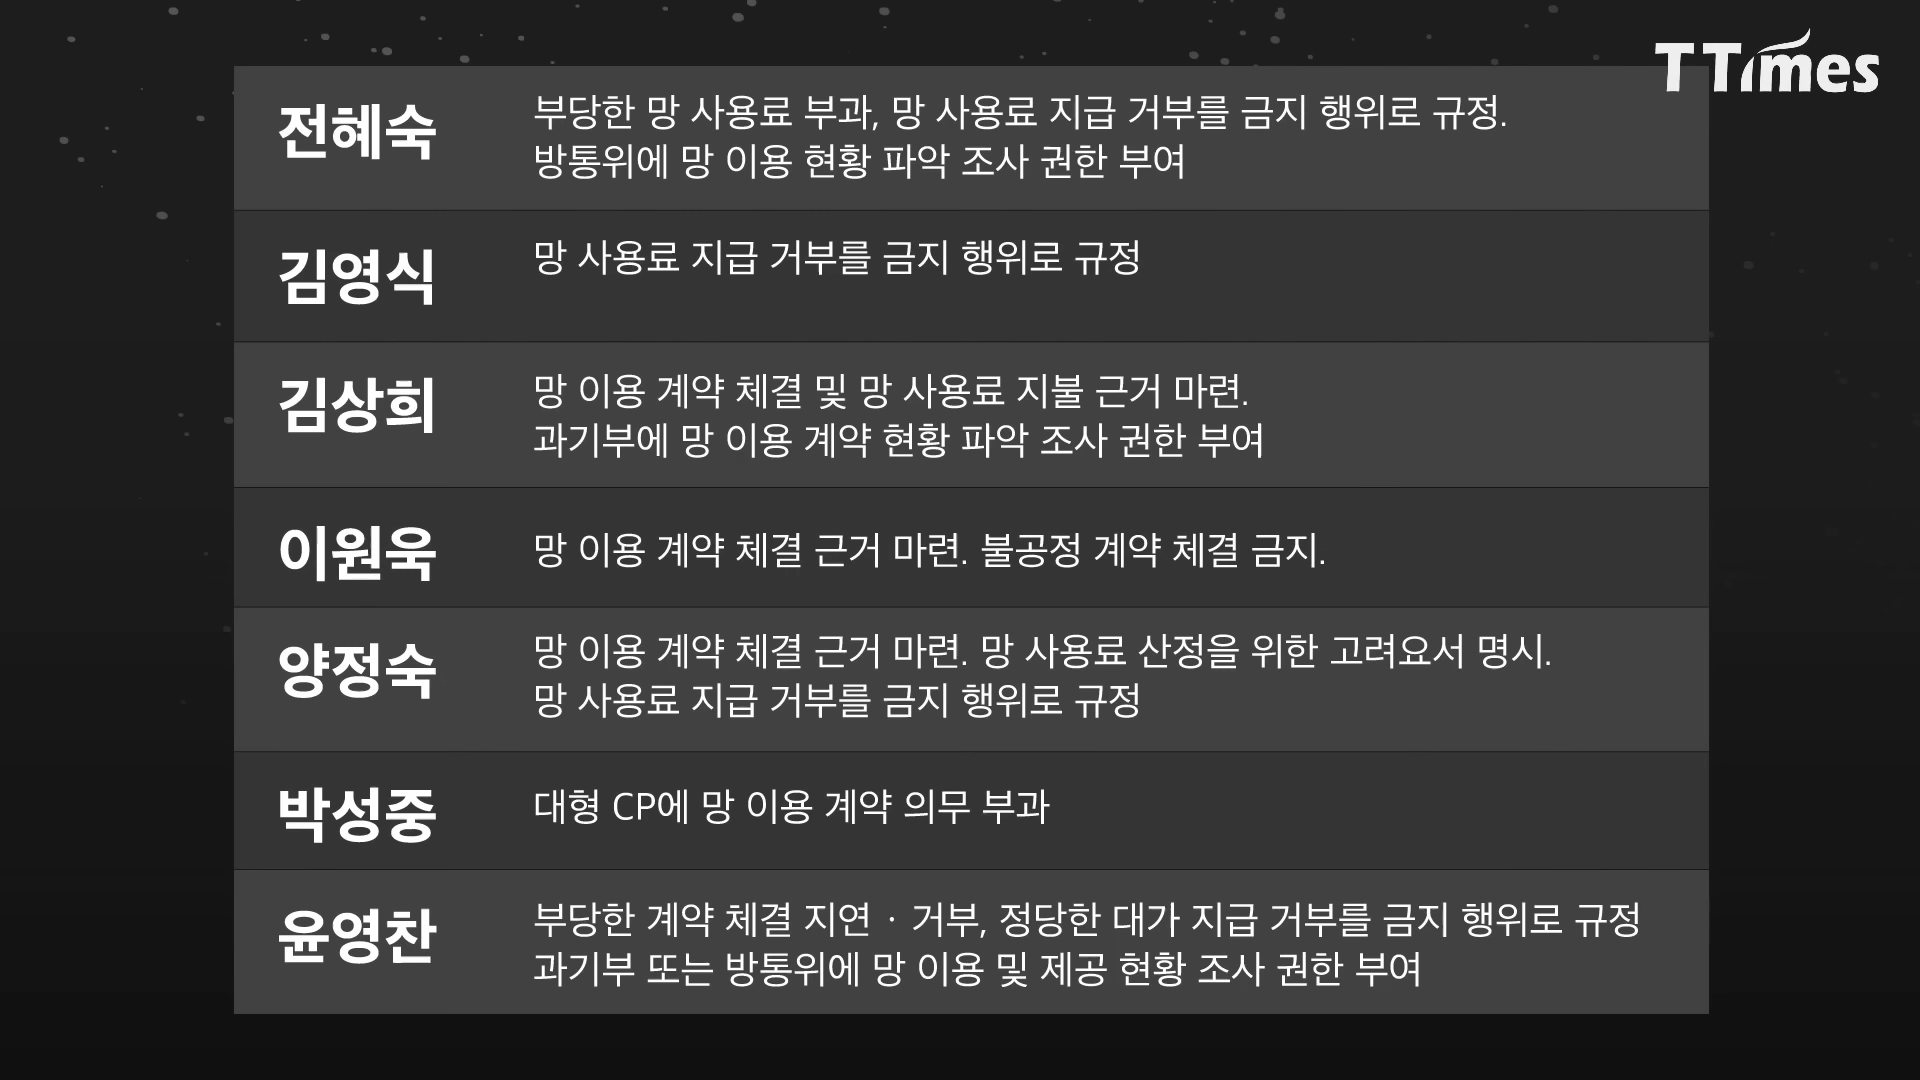 TTimes
전혜숙
부당한 망 사용료 부과, 망 사용료 지급 거부를 금지 행위로 규정.
방통위에 망 이용 현황 파악 조사 권한 부여
김영식
망 사용료 지급 거부를 금지 행위로 규정
김상희
망 이용 계약 체결 및 망 사용료 지불 근거 마련.
과기부에 망 이용 계약 현황 파악 조사 권한 부여
이원욱
망 이용 계약 체결 근거 마련. 불공정 계약 체결 금지.
양정숙
망 이용 계약 체결 근거 마련. 망 사용료 산정을 위한 고려요서 명시.
망 사용료 지급 거부를 금지 행위로 규정
박성중
대형 CP에 망 이용 계약 의무 부과
윤영찬
부당한 계약 체결 지연 · 거부, 정당한 대가 지급 거부를 금지 행위로 규정
과기부 또는 방통위에 망 이용 및 제공 현황 조사 권한 부여